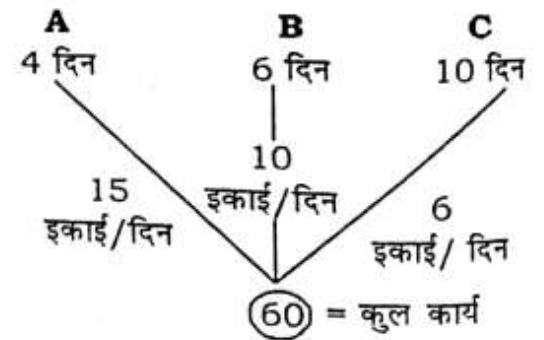 A B C
4 दिन 6 दिन 10 दिन
10
15 इकाई/दिन 6
इकाई/दिन इकाई/ दिन
60 = कुल कार्य